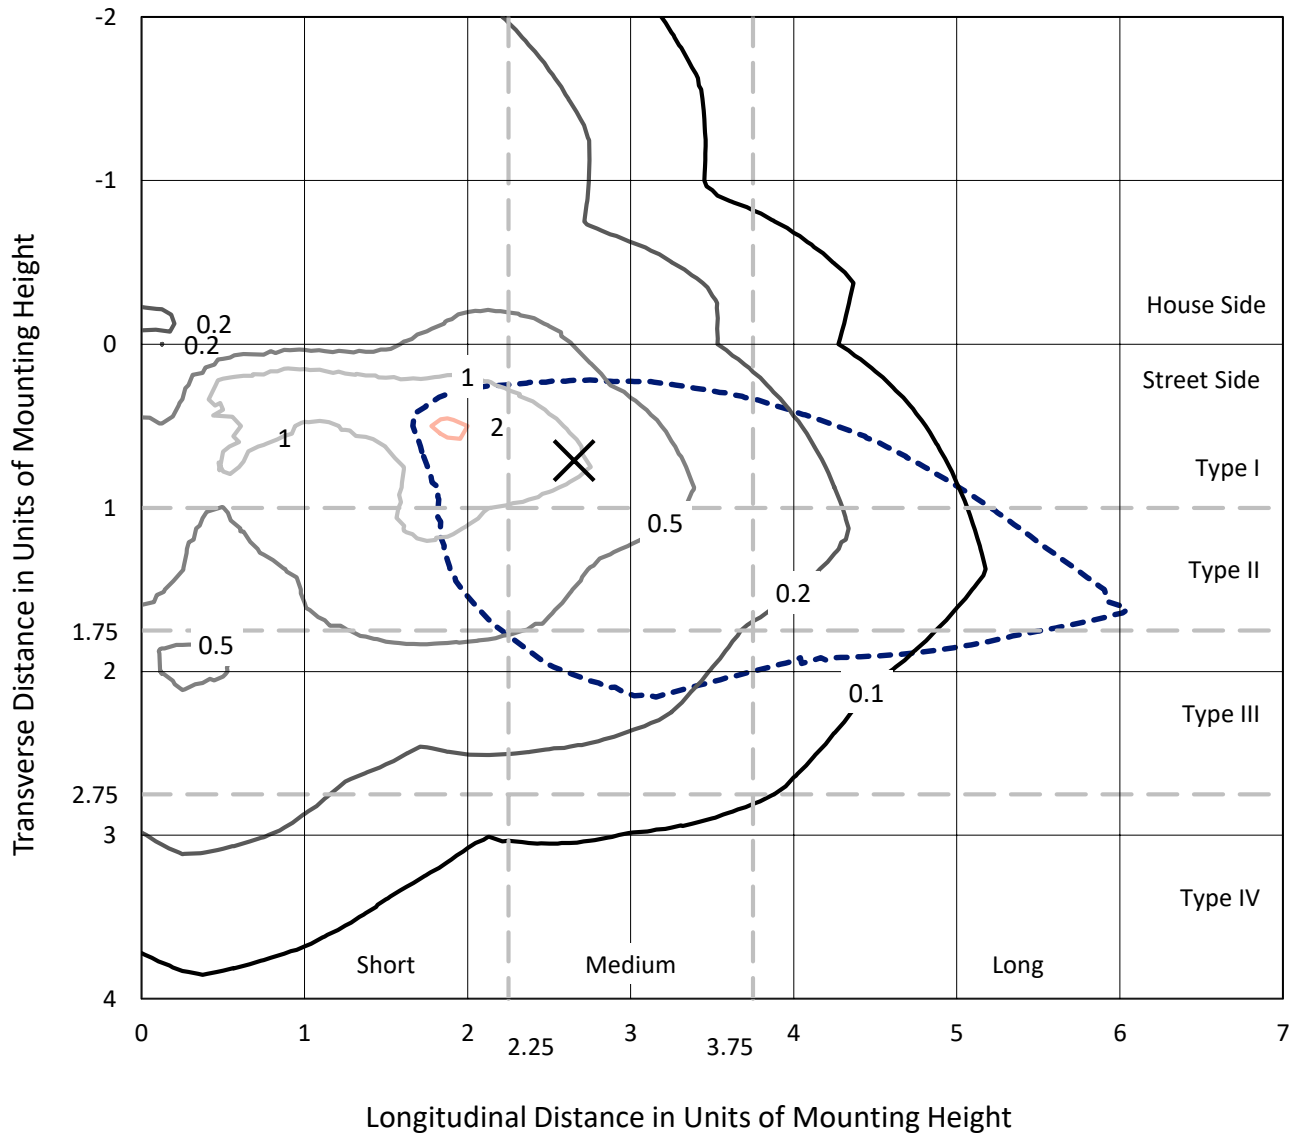 -2
-1
0
1
1.75
2
2.75
3
4
Transverse Distance in Units of Mounting Height
0.2
0.2
1
2
1
0.5
0.2
0.5
0.1
House Side
Street Side
Type I
Type II
Type III
Type IV
Short
Medium
Long
0
1
2
3
4
5
6
7
2.25
3.75
Longitudinal Distance in Units of Mounting Height